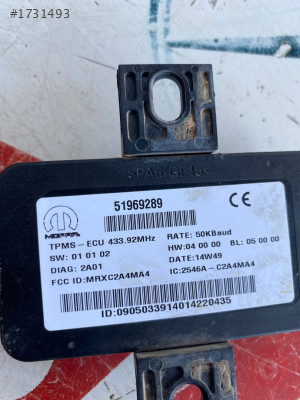 #1731493
MOPAR
51969289
CE
TPMS-ECU 433.92MHz RATE: 50KBaud
SW: 01 01 02 HW:04 00 00 BL: 05 00 00
DIAG: 2A01 DATE:14W49
FCC ID:MRXC2A4MA4 IC:2546A-C2A4MA4
ID:0905033914014220435